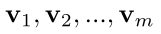 v₁, v₂, ..., vₘ